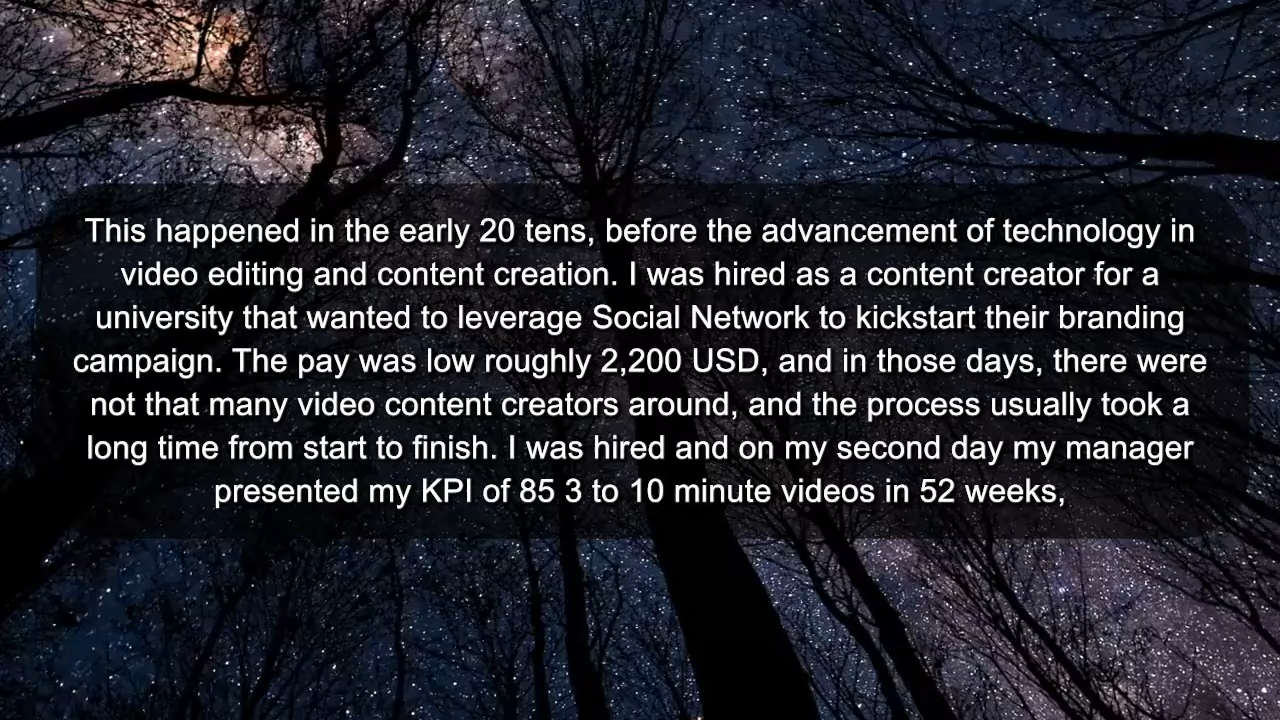 This happened in the early 20 tens, before the advancement of technology in
video editing and content creation. I was hired as a content creator for a
university that wanted to leverage Social Network to kickstart their branding
campaign. The pay was low roughly 2,200 USD, and in those days, there were
not that many video content creators around, and the process usually took a
long time from start to finish. I was hired and on my second day my manager
presented my KPI of 85 3 to 10 minute videos in 52 weeks,